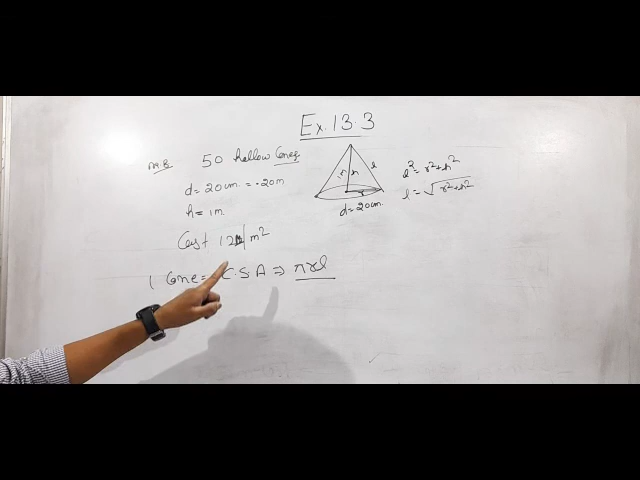 Ex.13.3
50 hollow Cones
d=20cm = .20m
h=1m
Cost 12 / m²
1 Cone = C.S.A ⇒ πrl
l
h
r
d=20cm
l²=r²+h²
l=√r²+h²